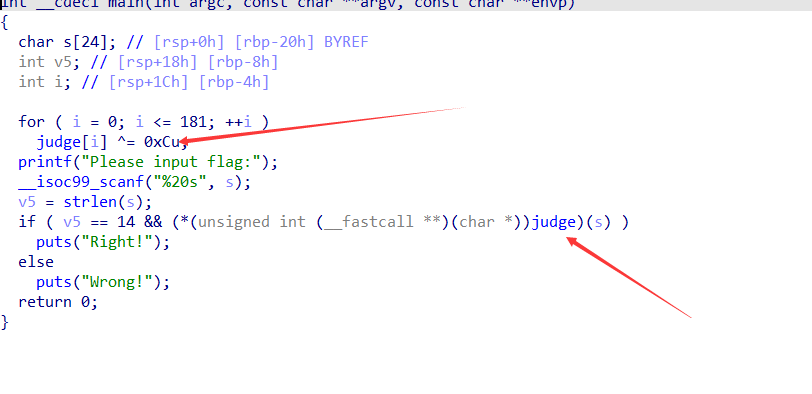 int __cdecl main(int argc, const char **argv, const char **envp)
{
char s[24]; // [rsp+0h] [rbp-20h] BYREF
int v5; // [rsp+18h] [rbp-8h]
int i; // [rsp+1Ch] [rbp-4h]
for ( i = 0; i <= 181; ++i )
judge[i] ^= 0xCu;
printf("Please input flag:");
__isoc99_scanf("%20s", s);
v5 = strlen(s);
if ( v5 == 14 && (*(unsigned int (__fastcall **)(char *))judge)(s) )
puts("Right!");
else
puts("Wrong!");
return 0;
}